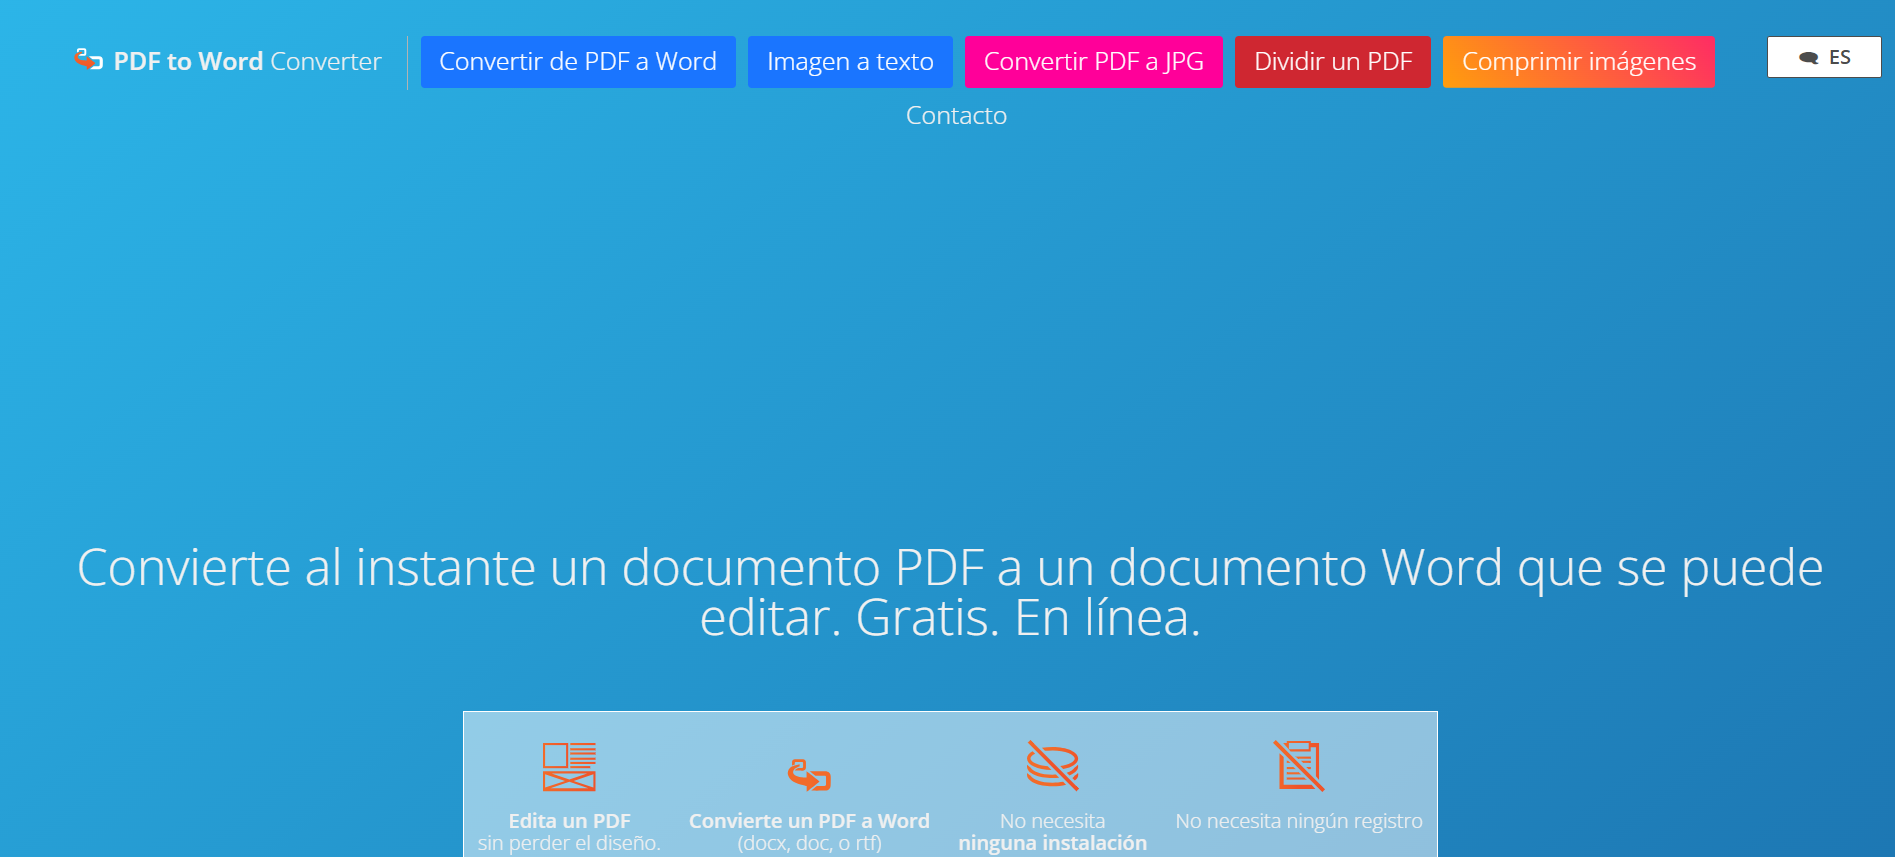 PDF to Word Converter
Convertir de PDF a Word
Imagen a texto
Convertir PDF a JPG
Dividir un PDF
Comprimir imágenes
ES
Contacto
Convierte al instante un documento PDF a un documento Word que se puede
editar. Gratis. En línea.
Edita un PDF
sin perder el diseño.
Convierte un PDF a Word
(docx, doc, o rtf)
No necesita
ninguna instalación
No necesita ningún registro